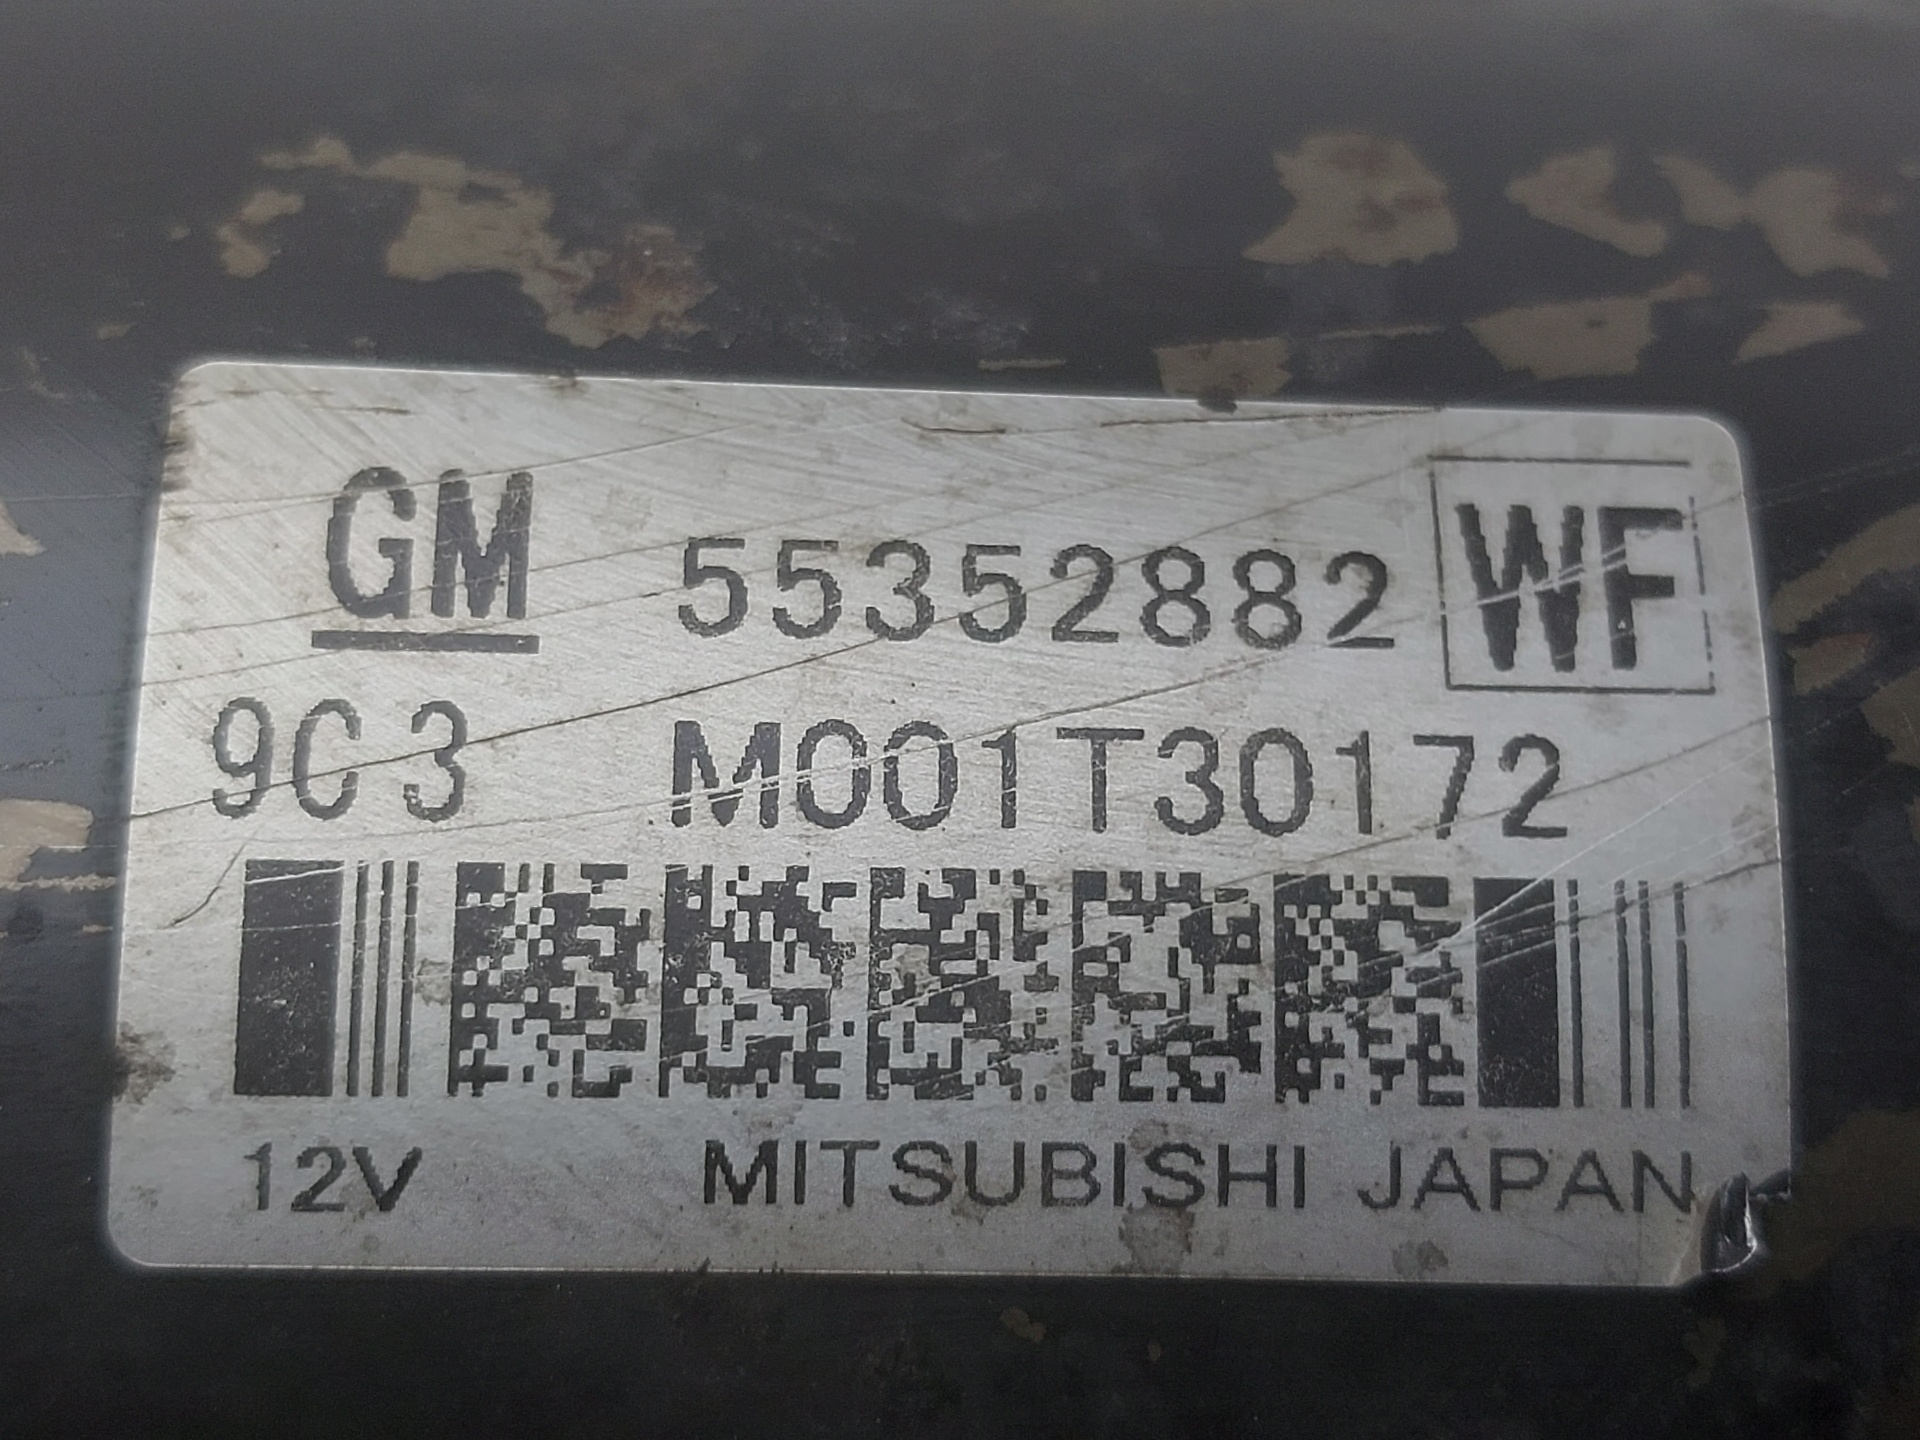 GM 55352882 WF
9C3 M001T30172
12V MITSUBISHI JAPAN